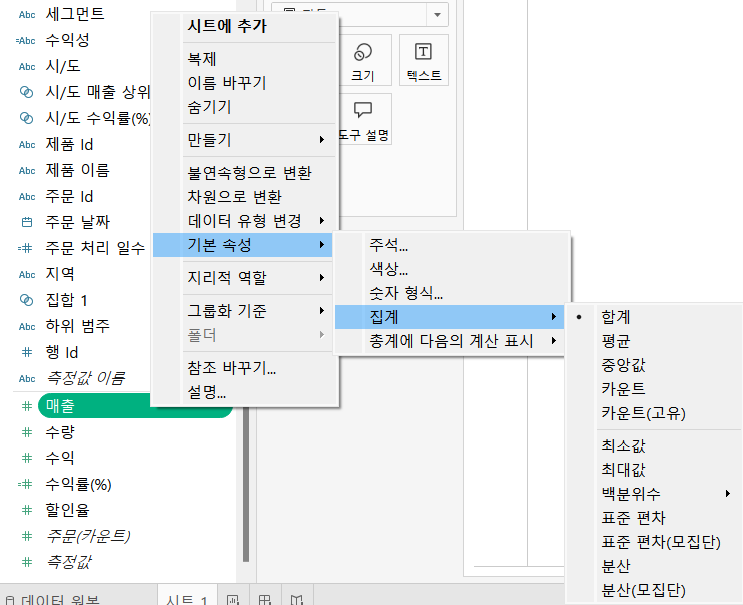 Abc 세그먼트
=Abc 수익성
Abc 시/도
시/도 매출 상위
시/도 수익률(%)
Abc 제품 Id
Abc 제품 이름
Abc 주문 Id
주문 날짜
=# 주문 처리 일수
Abc 지역
집합 1
Abc 하위 범주
# 행 Id
Abc 측정값 이름
# 매출
# 수량
# 수익
=# 수익률(%)
# 할인율
# 주문(카운트)
# 측정값
데이터 원본
시트 1
시트에 추가
복제
이름 바꾸기
숨기기
만들기
불연속형으로 변환
차원으로 변환
데이터 유형 변경
기본 속성
지리적 역할
그룹화 기준
폴더
참조 바꾸기...
설명...
크기
T
텍스트
도구 설명
주석...
색상...
숫자 형식...
집계
총계에 다음의 계산 표시
합계
평균
중앙값
카운트
카운트(고유)
최소값
최대값
백분위수
표준 편차
표준 편차(모집단)
분산
분산(모집단)